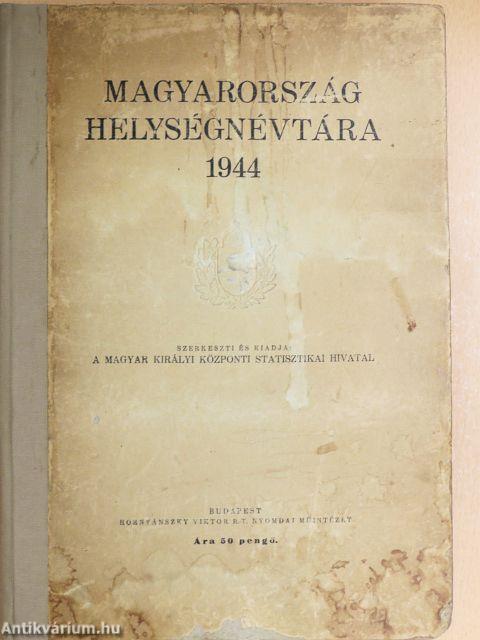 MAGYARORSZÁG
HELYSÉGNÉVTÁRA
1944
SZERKESZTI ÉS KIADJA:
A MAGYAR KIRÁLYI KÖZPONTI STATISZTIKAI HIVATAL
BUDAPEST
HORNYÁNSZKY VIKTOR R.T. NYOMDAI MŰINTÉZET
Ára 50 pengő.
Antikvárium.hu